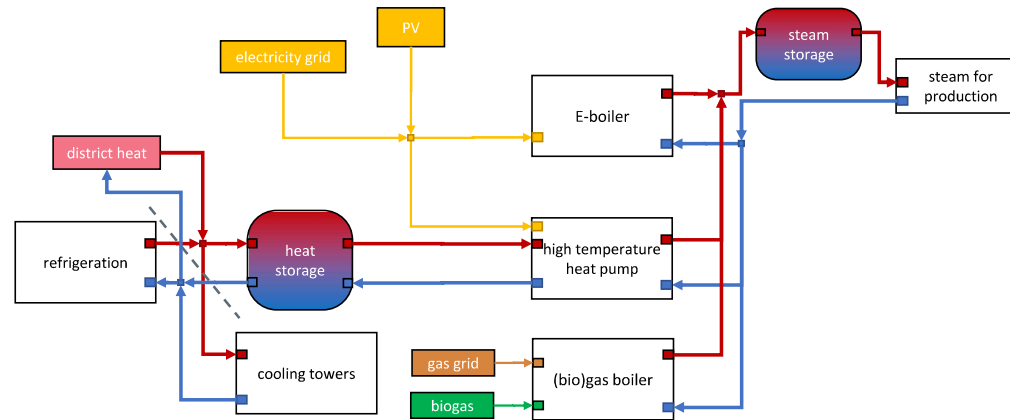 PV
steam
storage
electricity grid
steam for
production
E-boiler
district heat
refrigeration
heat
storage
high temperature
heat pump
gas grid
cooling towers
(bio)gas boiler
biogas